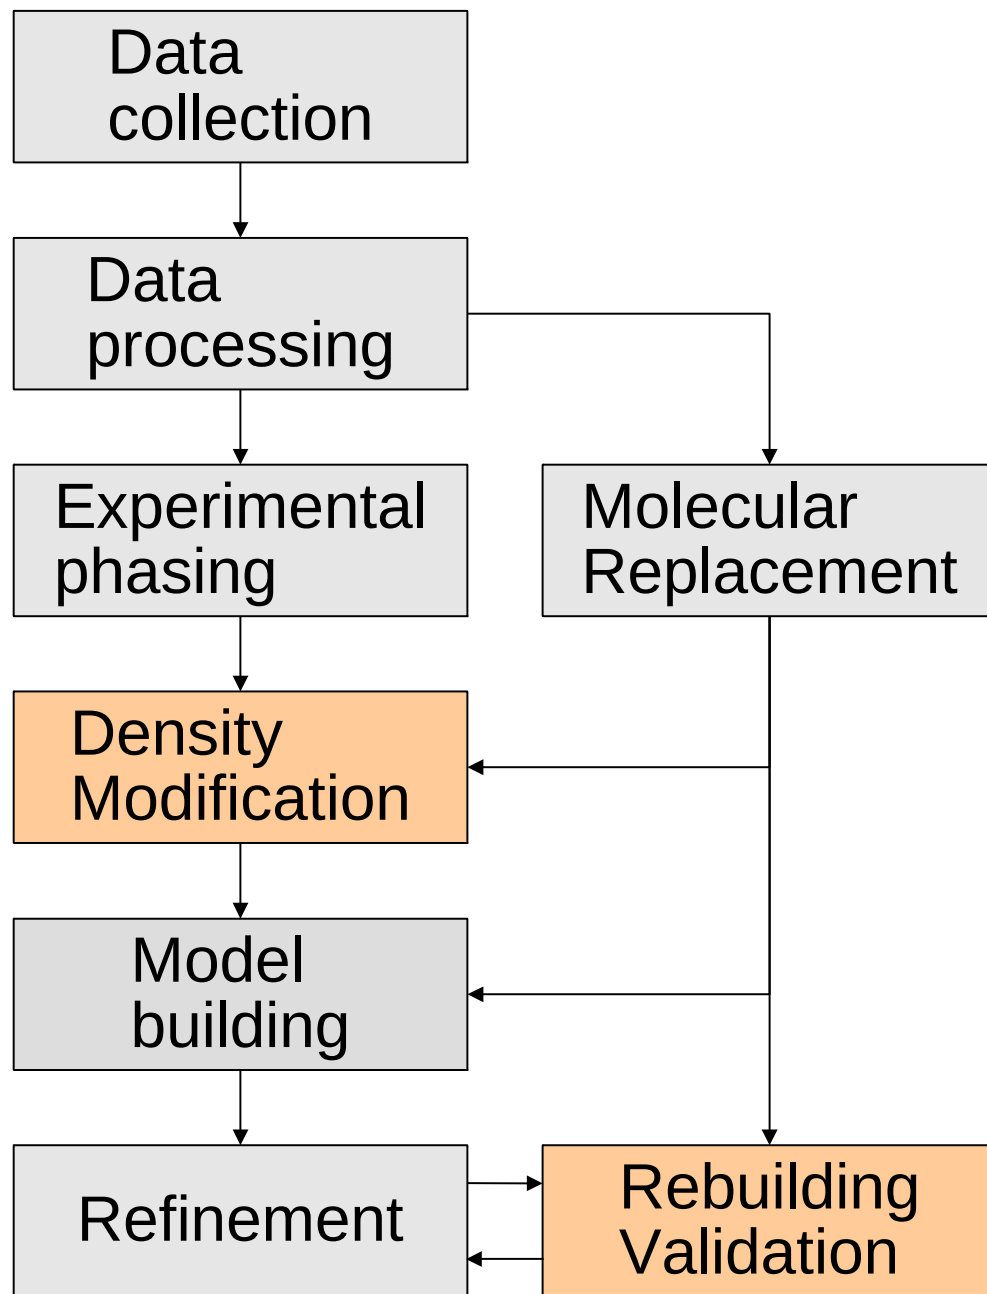 Data
collection
Data
processing
Experimental
phasing
Molecular
Replacement
Density
Modification
Model
building
Refinement
Rebuilding
Validation